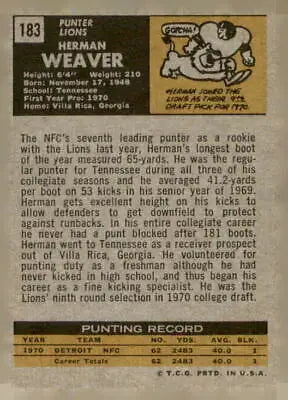 183
PUNTER
LIONS
HERMAN
WEAVER
Height: 6'4" Weight: 210
Born: November 17, 1948
School: Tennessee
First Year Pro: 1970
Home: Villa Rica, Georgia
GOTCHA!
HERMAN JOINED THE
LIONS AS THEIR 9TH
DRAFT PICK FOR 1970.
The NFC's seventh leading punter as a rookie
with the Lions last year, Herman's longest boot
of the year measured 65-yards. He was the regu-
lar punter for Tennessee during all three of his
collegiate seasons and the averaged 41.2-yards
per boot on 53 kicks in his senior year of 1969.
Herman gets excellent height on his kicks to
allow defenders to get downfield to protect
against runbacks. In his entire collegiate career
he never had a punt blocked after 181 boots.
Herman went to Tennessee as a receiver prospect
out of Villa Rica, Georgia. He volunteered for
punting duty as a freshman although he had
never kicked in high school, and thus began his
career as a fine kicking specialist. He was the
Lions' ninth round selection in 1970 college draft.
PUNTING RECORD
YEAR TEAM NO. YDS. AVG. BLK.
1970 DETROIT NFC 62 2483 40.0 1
Career Totals 62 2483 40.0 1
© T.C.G. PRTD. IN U.S.A.